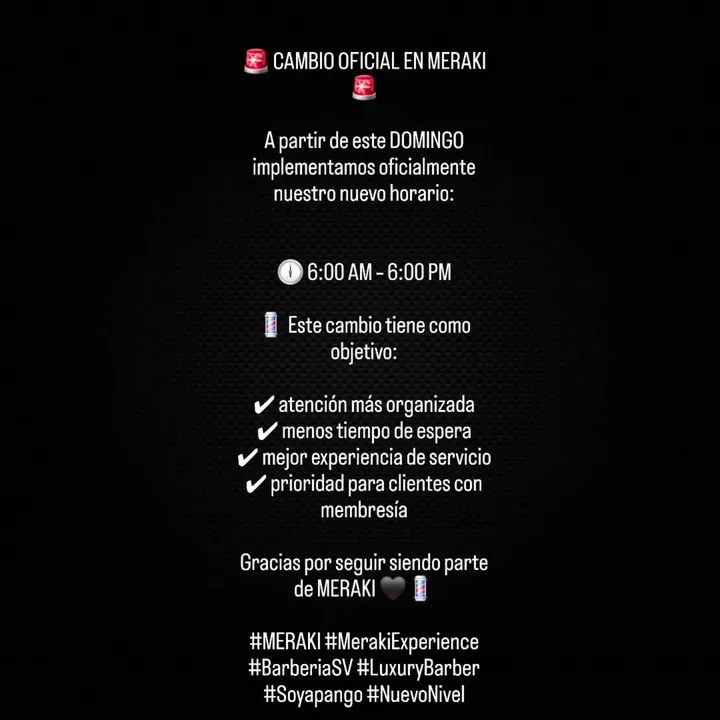 🚨 CAMBIO OFICIAL EN MERAKI
🚨
A partir de este DOMINGO
implementamos oficialmente
nuestro nuevo horario:
🕕 6:00 AM – 6:00 PM
💈 Este cambio tiene como
objetivo:
✔ atención más organizada
✔ menos tiempo de espera
✔ mejor experiencia de servicio
✔ prioridad para clientes con
membresía
Gracias por seguir siendo parte
de MERAKI 🖤💈
#MERAKI #MerakiExperience
#BarberiaSV #LuxuryBarber
#Soyapango #NuevoNivel